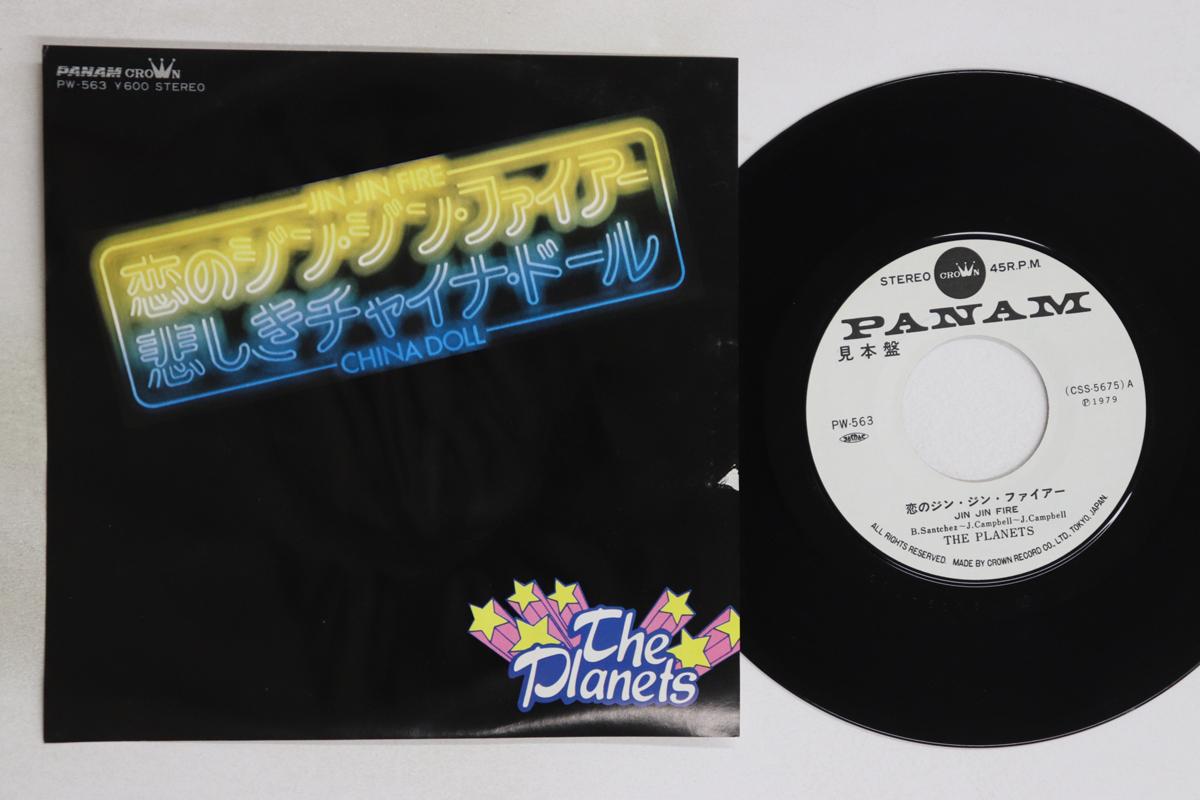 PANAM CROWN
PW-563 ¥600 STEREO
JIN JIN FIRE
恋のジン・ジン・ファイアー
悲しきチャイナ・ドール
CHINA DOLL
The
Planets
STEREO CROWN 45R.P.M.
PANAM
見本盤
(CSS-5675) A
Ⓟ1979
PW-563
恋のジン・ジン・ファイアー
JIN JIN FIRE
B.Santchez~J.Campbell~J.Campbell
THE PLANETS
ALL RIGHTS RESERVED. MADE BY CROWN RECORD CO., LTD, TOKYO, JAPAN.